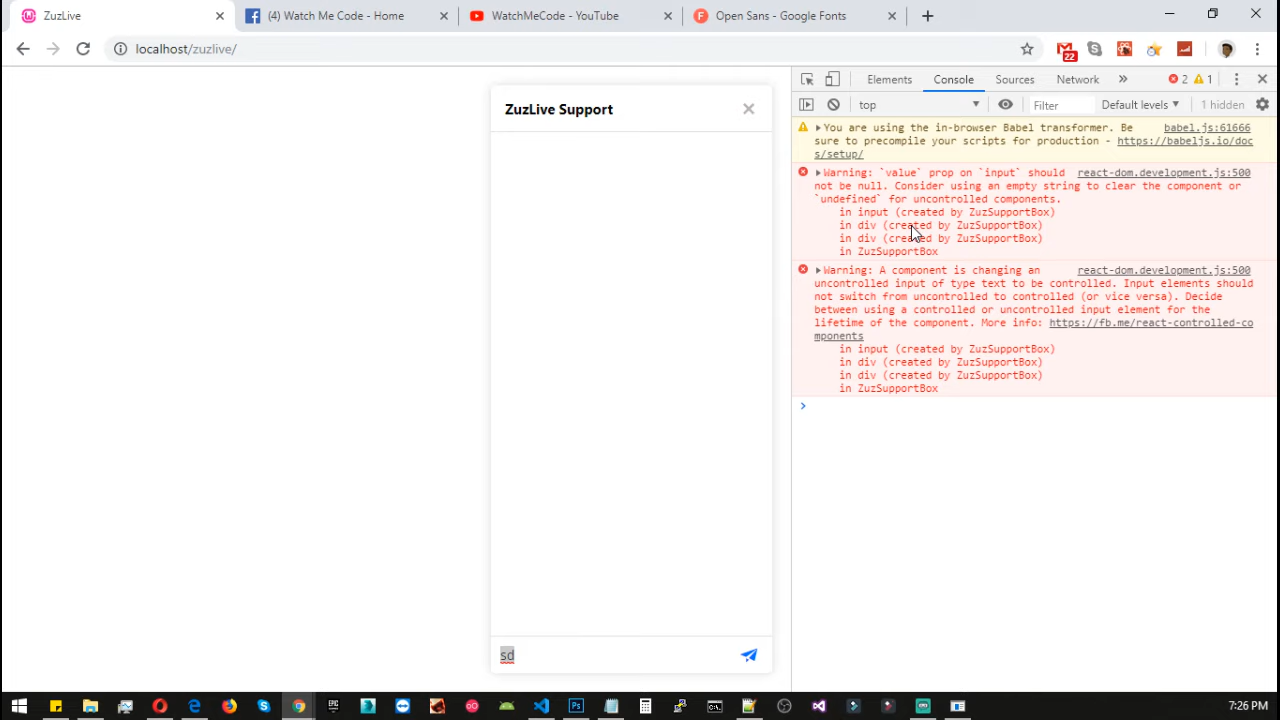 ZuzLive
(4) Watch Me Code - Home
WatchMeCode - YouTube
Open Sans - Google Fonts
localhost/zuzlive/
22
Elements Console Sources Network
2 1
top
Filter
Default levels
1 hidden
ZuzLive Support
You are using the in-browser Babel transformer. Be babel.js:61666
sure to precompile your scripts for production - https://babeljs.io/doc
s/setup/
Warning: `value` prop on `input` should react-dom.development.js:500
not be null. Consider using an empty string to clear the component or
`undefined` for uncontrolled components.
in input (created by ZuzSupportBox)
in div (created by ZuzSupportBox)
in div (created by ZuzSupportBox)
in ZuzSupportBox
Warning: A component is changing an react-dom.development.js:500
uncontrolled input of type text to be controlled. Input elements should
not switch from uncontrolled to controlled (or vice versa). Decide
between using a controlled or uncontrolled input element for the
lifetime of the component. More info: https://fb.me/react-controlled-co
mponents
in input (created by ZuzSupportBox)
in div (created by ZuzSupportBox)
in div (created by ZuzSupportBox)
in ZuzSupportBox
sd
7:26 PM